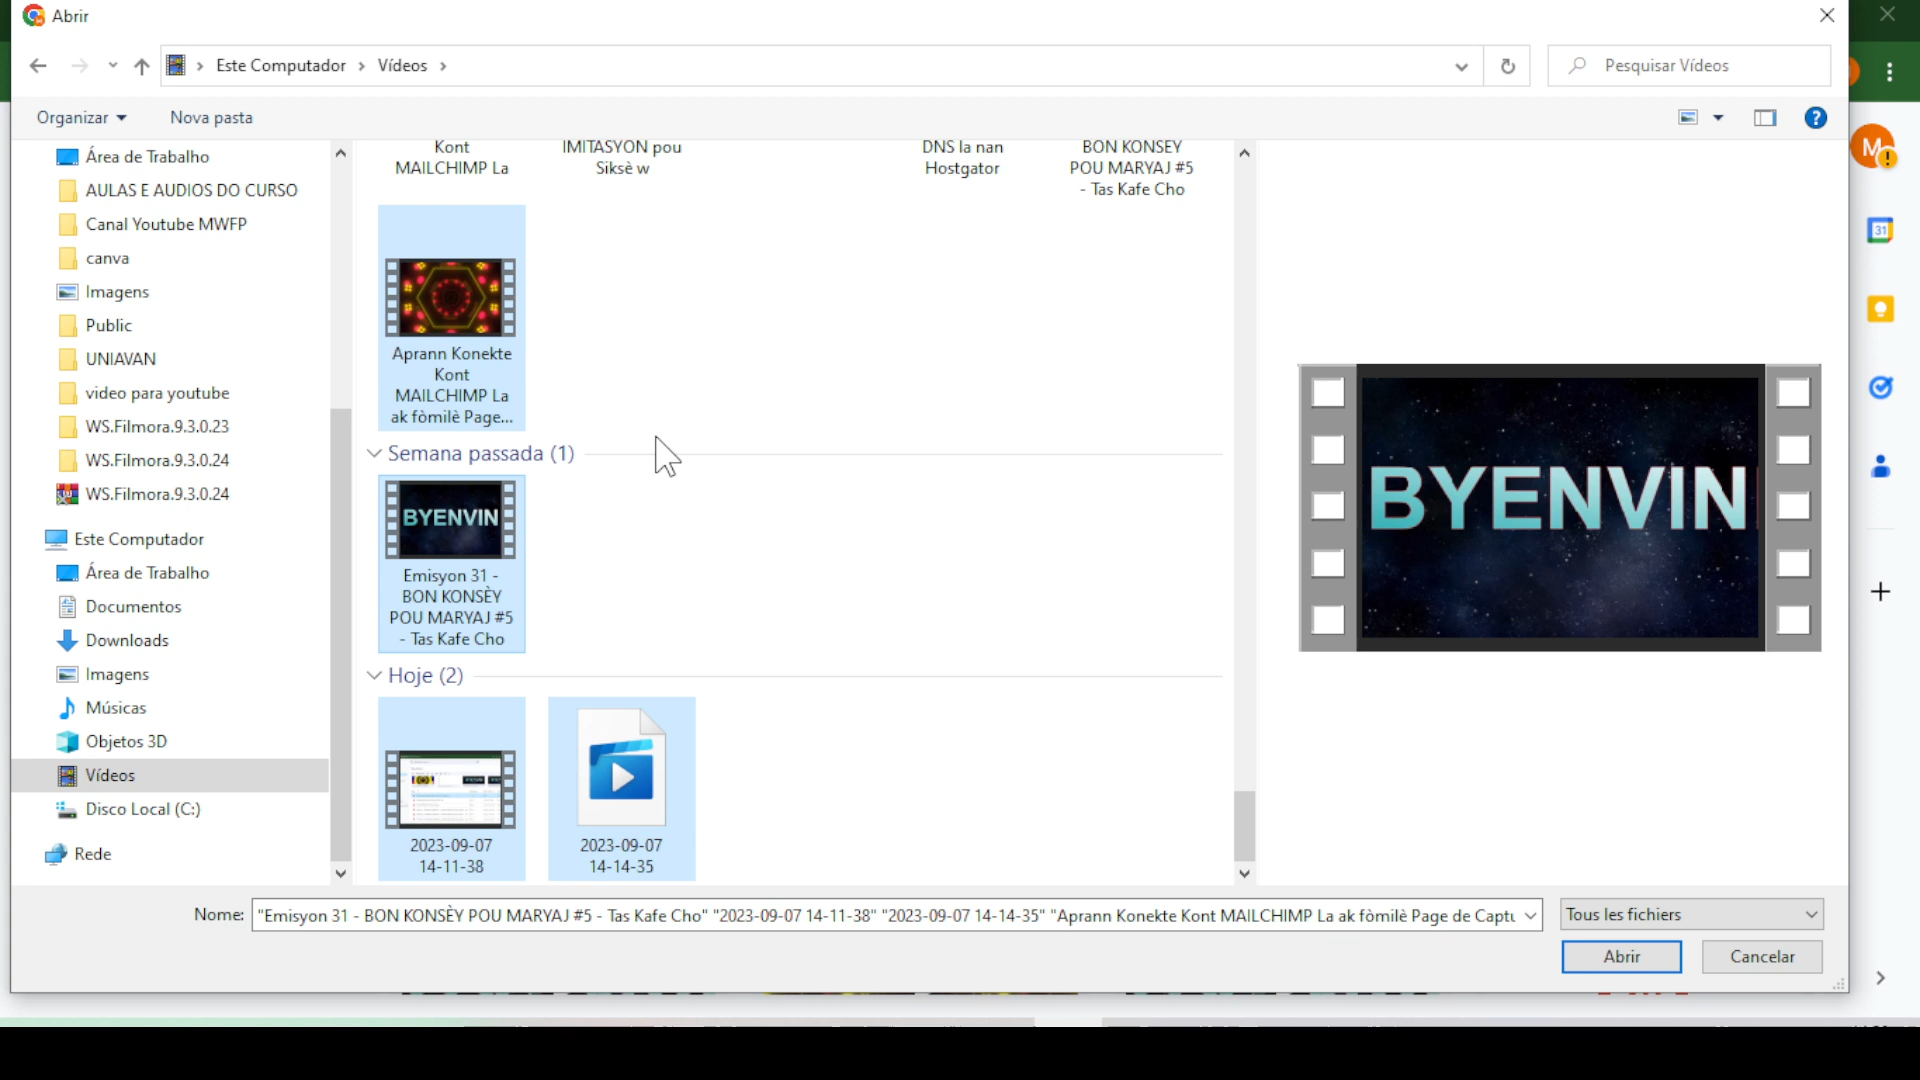 Abrir
Este Computador
Vídeos
Pesquisar Vídeos
Organizar
Nova pasta
Área de Trabalho
AULAS E AUDIOS DO CURSO
Canal Youtube MWFP
canva
Imagens
Public
UNIAVAN
video para youtube
WS.Filmora.9.3.0.23
WS.Filmora.9.3.0.24
WS.Filmora.9.3.0.24
Este Computador
Área de Trabalho
Documentos
Downloads
Imagens
Músicas
Objetos 3D
Vídeos
Disco Local (C:)
Rede
Kont
MAILCHIMP La
IMITASYON pou
Siksè w
DNS la nan
Hostgator
BON KONSÈY
POU MARYAJ #5
- Tas Kafe Cho
Aprann Konekte
Kont
MAILCHIMP La
ak fòmilè Page...
Semana passada (1)
BYENVIN
Emisyon 31 -
BON KONSÈY
POU MARYAJ #5
- Tas Kafe Cho
Hoje (2)
2023-09-07
14-11-38
2023-09-07
14-14-35
BYENVIN
M
31
Nome:
"Emisyon 31 - BON KONSÈY POU MARYAJ #5 - Tas Kafe Cho" "2023-09-07 14-11-38" "2023-09-07 14-14-35" "Aprann Konekte Kont MAILCHIMP La ak fòmilè Page de Captu
Tous les fichiers
Abrir
Cancelar